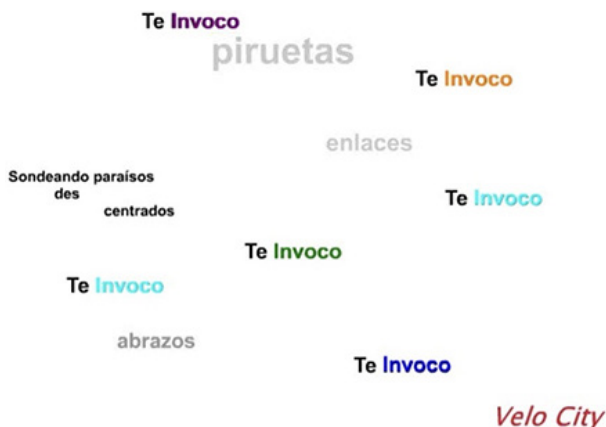 Te Invoco
piruetas
Te Invoco
enlaces
Sondeando paraísos
des
centrados
Te Invoco
Te Invoco
Te Invoco
abrazos
Te Invoco
Velo City